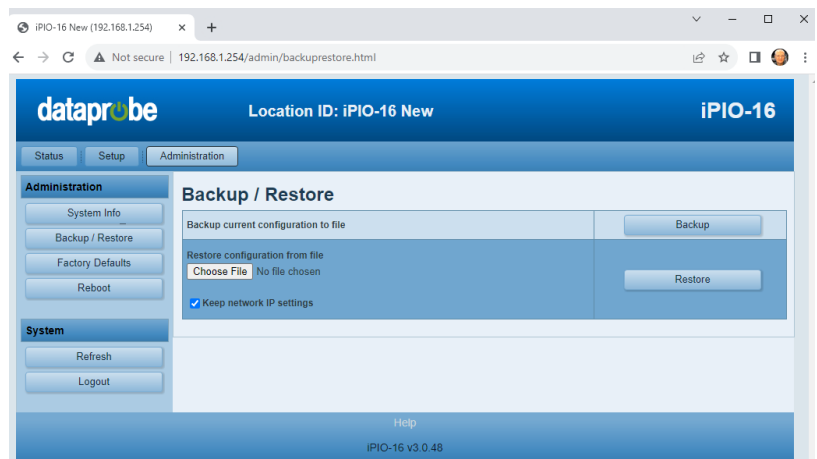 iPIO-16 New (192.168.1.254)
Not secure 192.168.1.254/admin/backuprestore.html
dataprobe Location ID: iPIO-16 New iPIO-16
Status Setup Administration
Administration
System Info
Backup / Restore
Factory Defaults
Reboot
System
Refresh
Logout
Backup / Restore
Backup current configuration to file Backup
Restore configuration from file
Choose File No file chosen
Restore
Keep network IP settings
Help
iPIO-16 v3.0.48